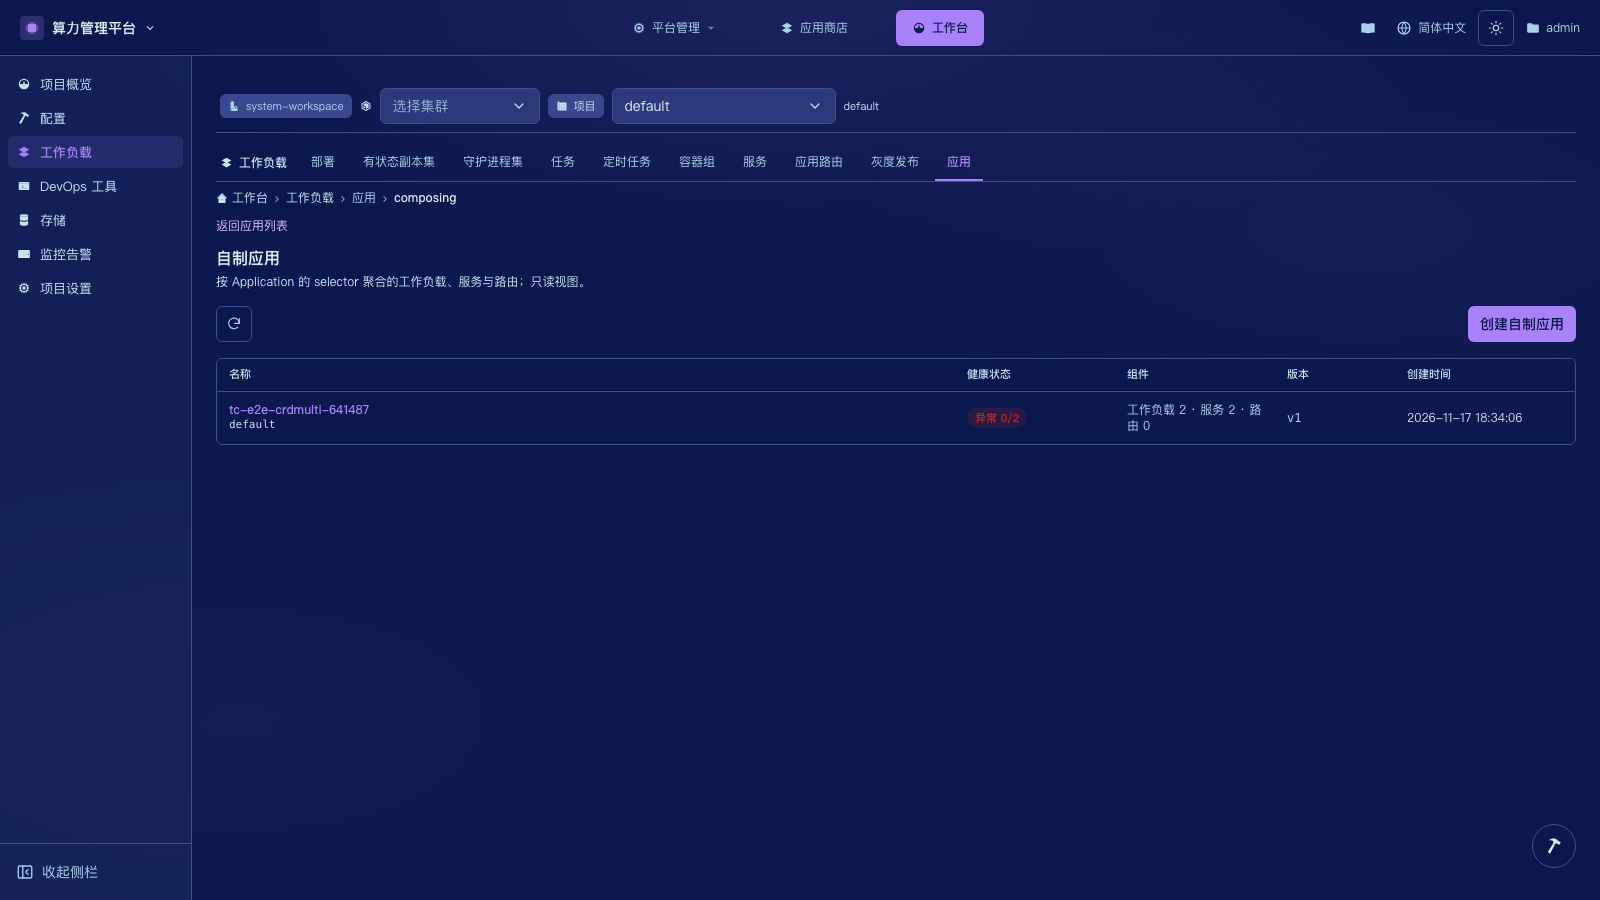 算力管理平台
平台管理
应用商店
工作台
简体中文
admin
项目概览
配置
工作负载
DevOps 工具
存储
监控告警
项目设置
收起侧栏
system-workspace
选择集群
项目
default
default
工作负载
部署
有状态副本集
守护进程集
任务
定时任务
容器组
服务
应用路由
灰度发布
应用
工作台 › 工作负载 › 应用 › composing
返回应用列表
自制应用
按 Application 的 selector 聚合的工作负载、服务与路由；只读视图。
创建自制应用
名称 健康状态 组件 版本 创建时间
tc-e2e-crdmulti-641487
default
异常 0/2
工作负载 2 · 服务 2 · 路
由 0
v1
2026-11-17 18:34:06